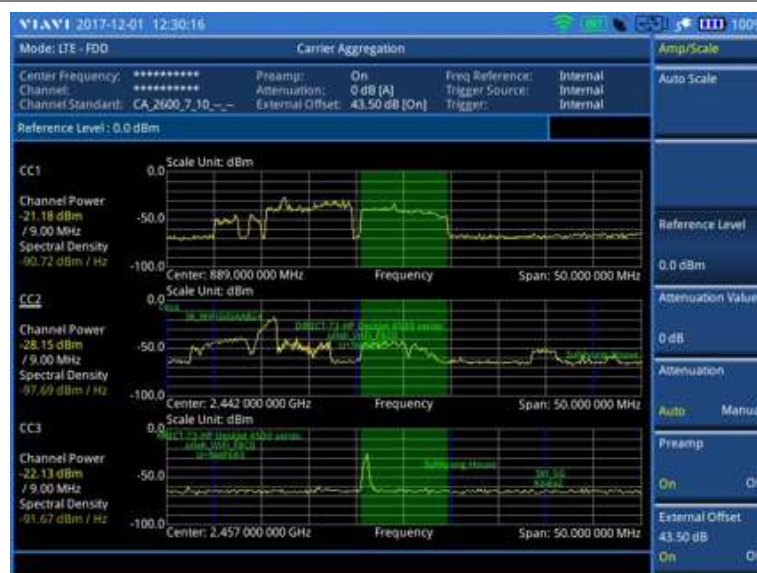 VIAVI 2017-12-01 12:30:16
INT
100%
Mode: LTE - FDD
Carrier Aggregation
Amp/Scale
Center Frequency: **********
Preamp: On
Freq Reference: Internal
Channel: **********
Attenuation: 0 dB [A]
Trigger Source: Internal
Channel Standard: CA_2600_7_10_-_-
External Offset: 43.50 dB [On]
Trigger: Internal
Auto Scale
Reference Level : 0.0 dBm
CC1
Scale Unit: dBm
0.0
Channel Power
-21.18 dBm
/ 9.00 MHz
Spectral Density
-90.72 dBm / Hz
-50.0
-100.0
Center: 889.000 000 MHz
Frequency
Span: 50.000 000 MHz
CC2
Scale Unit: dBm
0.0
Channel Power
-28.15 dBm
/ 9.00 MHz
Spectral Density
-97.69 dBm / Hz
DIRECT-73-HP DeskJet 4500 series
-50.0
-100.0
Center: 2.442 000 000 GHz
Frequency
Span: 50.000 000 MHz
CC3
Scale Unit: dBm
0.0
Channel Power
-22.13 dBm
/ 9.00 MHz
Spectral Density
-91.67 dBm / Hz
-50.0
-100.0
Center: 2.457 000 000 GHz
Frequency
Span: 50.000 000 MHz
Reference Level
0.0 dBm
Attenuation Value
0 dB
Attenuation
Auto Manua
Preamp
On O
External Offset
43.50 dB
On O